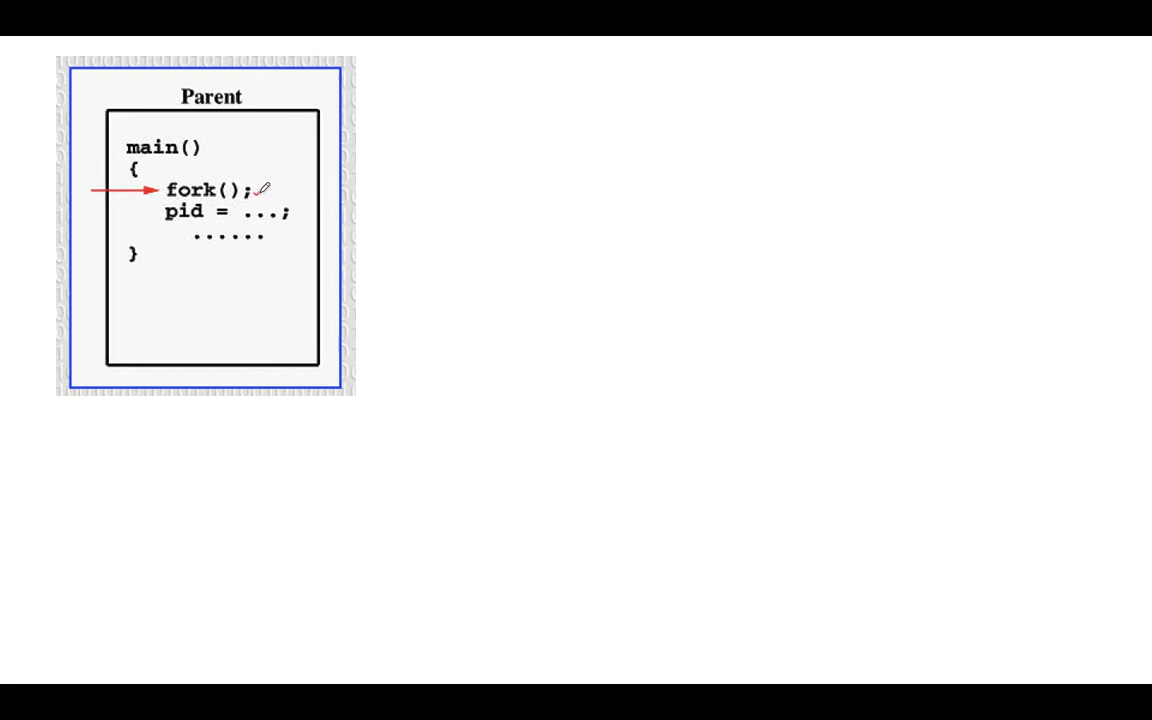 Parent
main()
{
fork();
pid = ...;
......
}